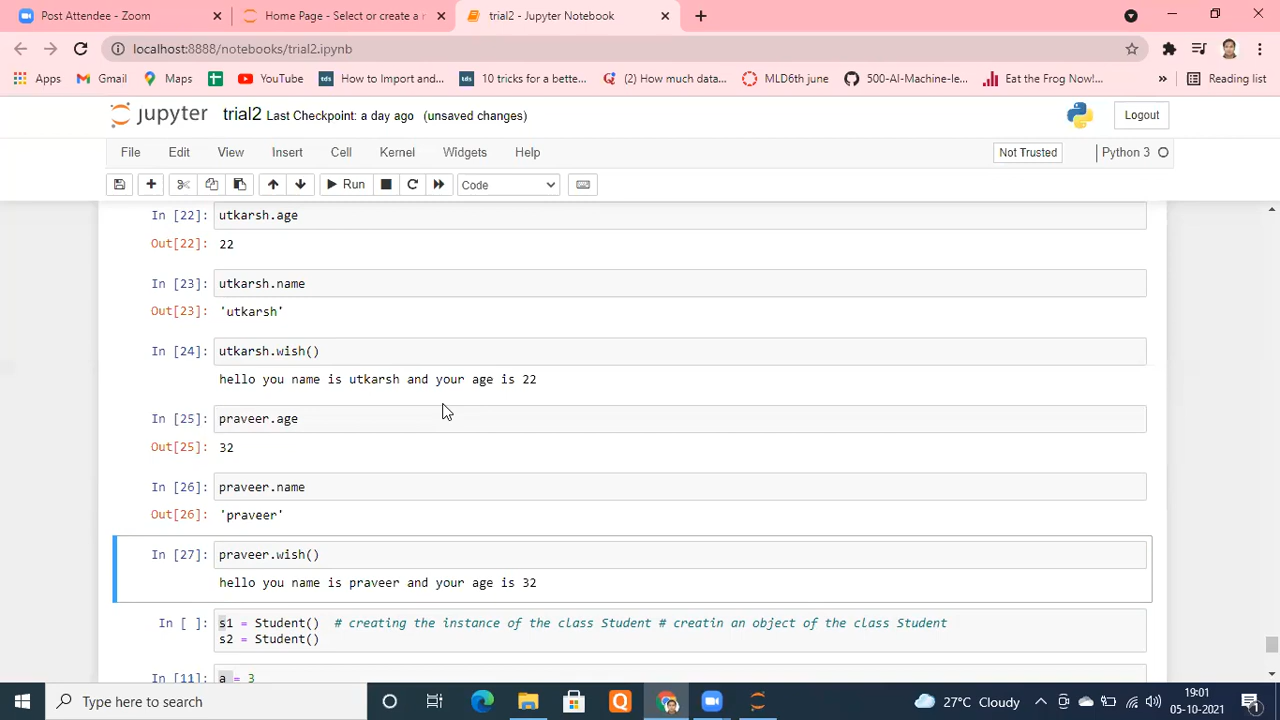 Post Attendee - Zoom
Home Page - Select or create a n
trial2 - Jupyter Notebook
localhost:8888/notebooks/trial2.ipynb
Apps
Gmail
Maps
YouTube
How to Import and...
10 tricks for a bette...
(2) How much data...
MLD6th june
500-AI-Machine-le...
Eat the Frog Now!...
»
Reading list
jupyter trial2 Last Checkpoint: a day ago (unsaved changes)
Logout
File Edit View Insert Cell Kernel Widgets Help
Not Trusted
Python 3
Run
Code
In [22]: utkarsh.age
Out[22]: 22
In [23]: utkarsh.name
Out[23]: 'utkarsh'
In [24]: utkarsh.wish()
hello you name is utkarsh and your age is 22
In [25]: praveer.age
Out[25]: 32
In [26]: praveer.name
Out[26]: 'praveer'
In [27]: praveer.wish()
hello you name is praveer and your age is 32
In [ ]: s1 = Student() # creating the instance of the class Student # creatin an object of the class Student
s2 = Student()
In [11]: a = 3
Type here to search
27°C Cloudy
19:01
05-10-2021